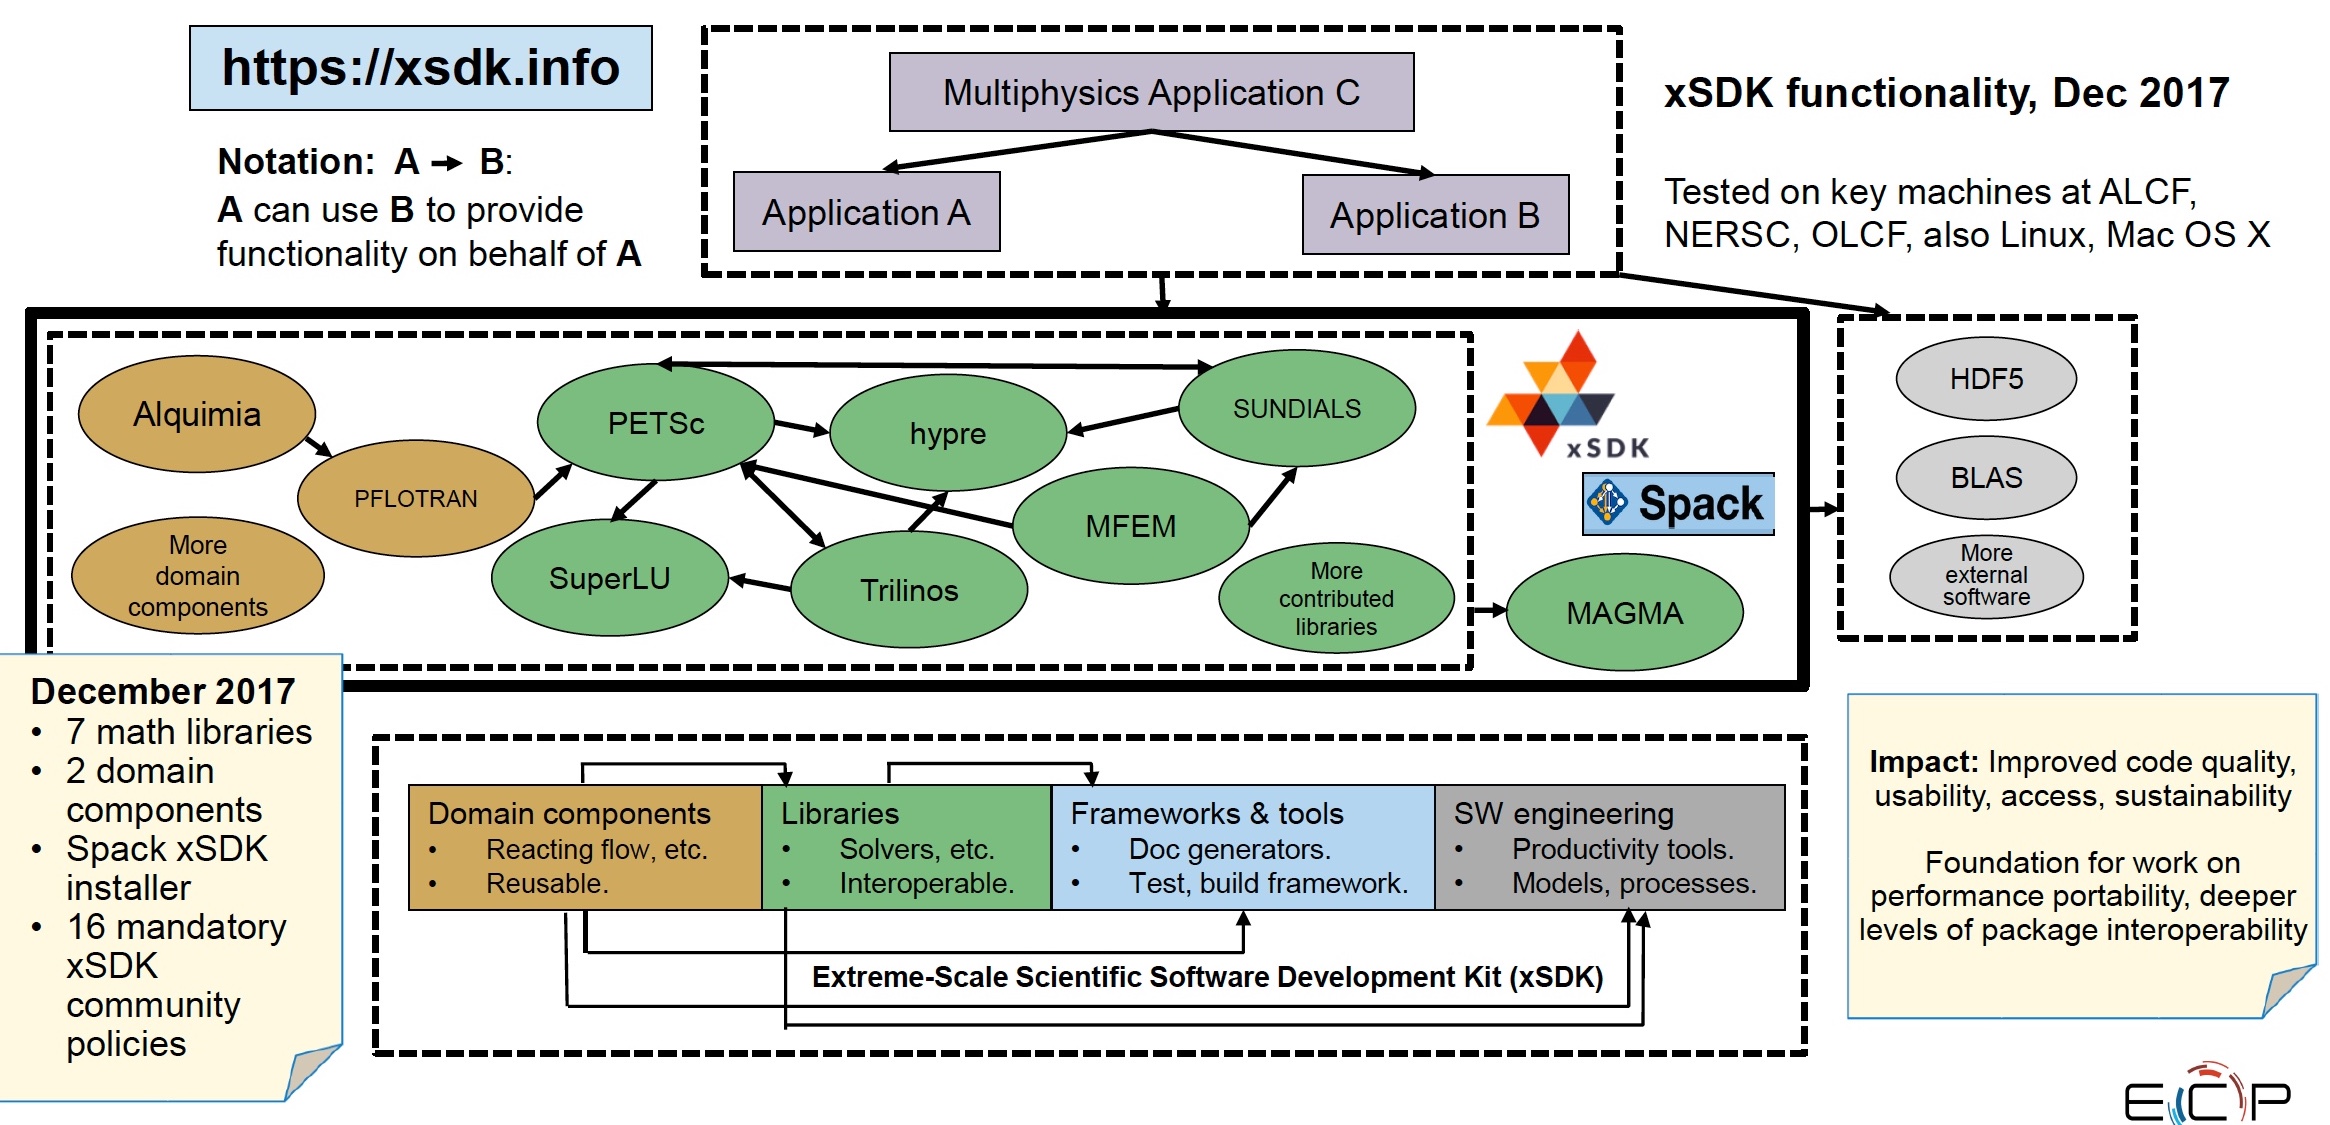 https://xsdk.info
Notation: A → B:
A can use B to provide
functionality on behalf of A
Multiphysics Application C
Application A
Application B
xSDK functionality, Dec 2017
Tested on key machines at ALCF,
NERSC, OLCF, also Linux, Mac OS X
Alquimia
PFLOTRAN
More
domain
components
PETSc
hypre
SUNDIALS
SuperLU
Trilinos
MFEM
More
contributed
libraries
xSDK
Spack
MAGMA
HDF5
BLAS
More
external
software
December 2017
• 7 math libraries
• 2 domain
components
• Spack xSDK
installer
• 16 mandatory
xSDK
community
policies
Domain components
• Reacting flow, etc.
• Reusable.
Libraries
• Solvers, etc.
• Interoperable.
Frameworks & tools
• Doc generators.
• Test, build framework.
SW engineering
• Productivity tools.
• Models, processes.
Extreme-Scale Scientific Software Development Kit (xSDK)
Impact: Improved code quality,
usability, access, sustainability
Foundation for work on
performance portability, deeper
levels of package interoperability
ECP